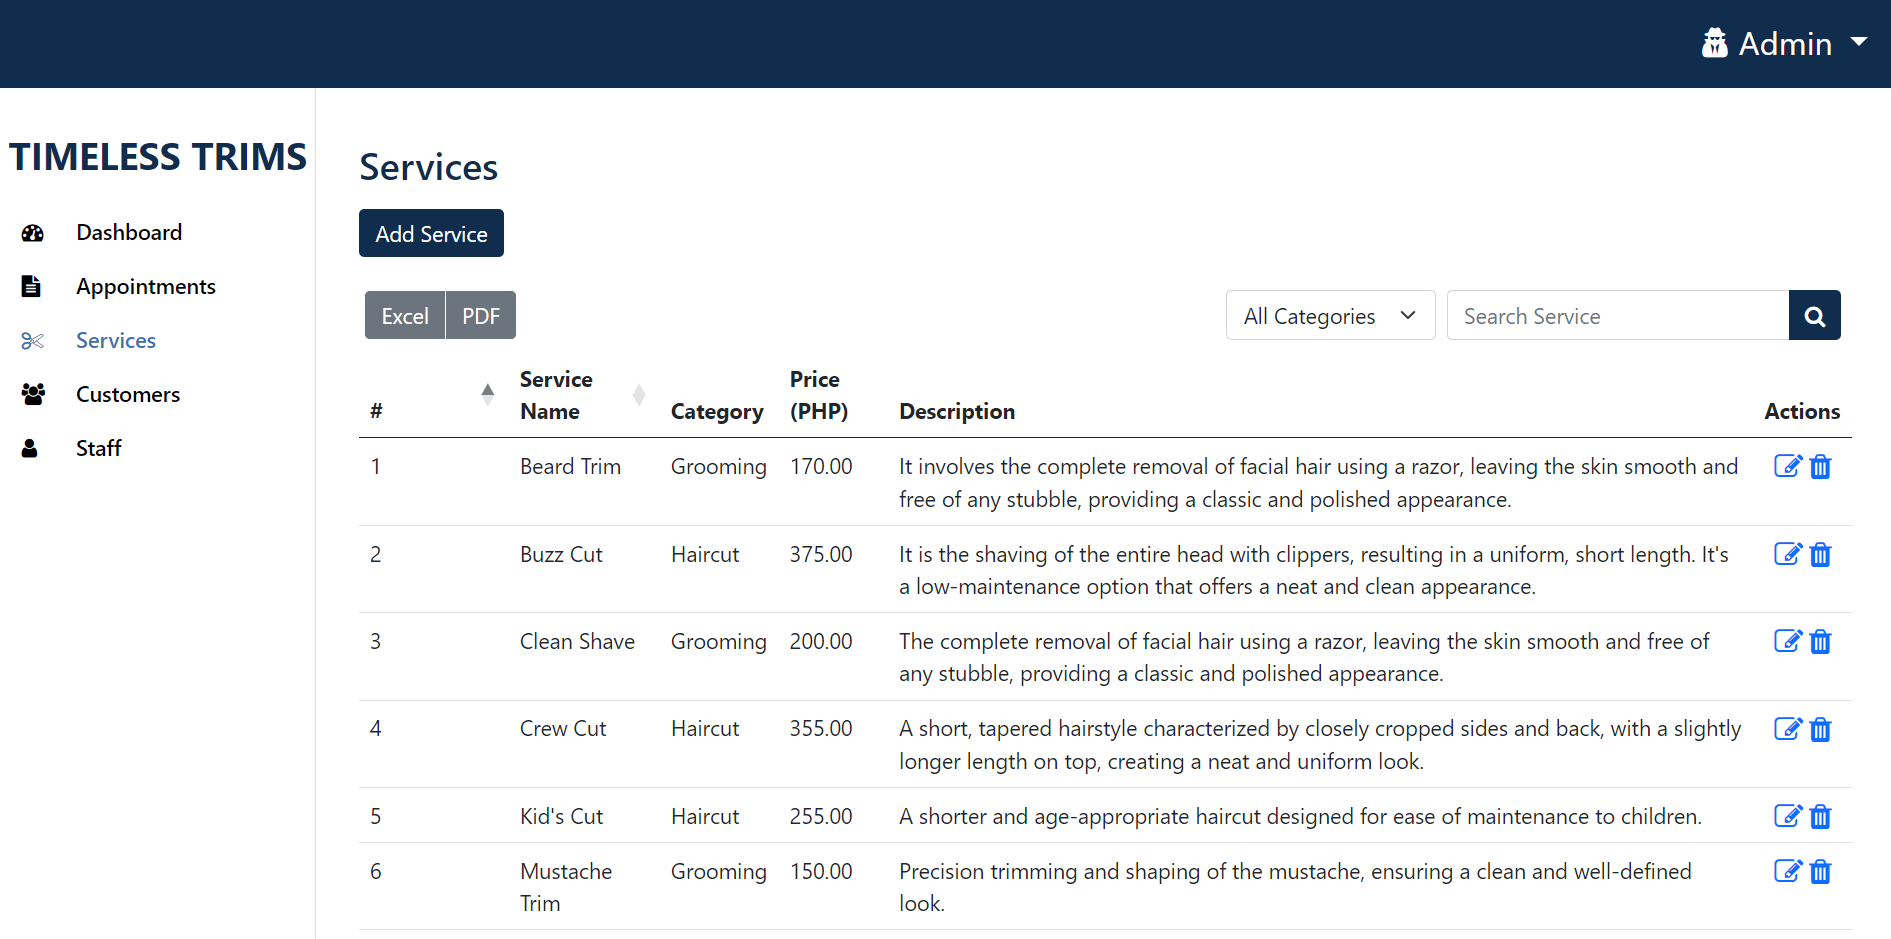 Admin
TIMELESS TRIMS
Dashboard
Appointments
Services
Customers
Staff
Services
Add Service
Excel PDF
All Categories
Search Service
# Service Name Category Price (PHP) Description Actions
1 Beard Trim Grooming 170.00 It involves the complete removal of facial hair using a razor, leaving the skin smooth and
free of any stubble, providing a classic and polished appearance.
2 Buzz Cut Haircut 375.00 It is the shaving of the entire head with clippers, resulting in a uniform, short length. It's
a low-maintenance option that offers a neat and clean appearance.
3 Clean Shave Grooming 200.00 The complete removal of facial hair using a razor, leaving the skin smooth and free of
any stubble, providing a classic and polished appearance.
4 Crew Cut Haircut 355.00 A short, tapered hairstyle characterized by closely cropped sides and back, with a slightly
longer length on top, creating a neat and uniform look.
5 Kid's Cut Haircut 255.00 A shorter and age-appropriate haircut designed for ease of maintenance to children.
6 Mustache Grooming 150.00 Precision trimming and shaping of the mustache, ensuring a clean and well-defined
Trim look.